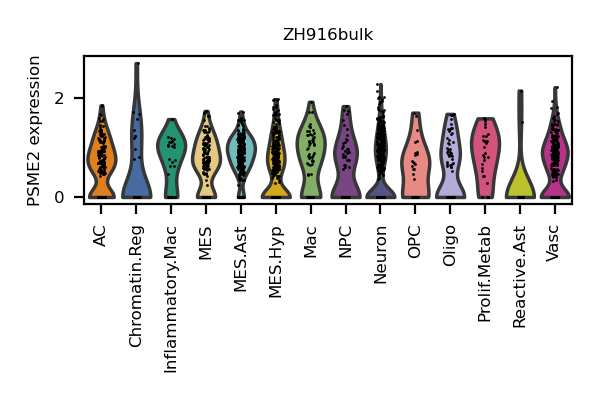 ZH916bulk
PSME2 expression
2
0
AC
Chromatin.Reg
Inflammatory.Mac
MES
MES.Ast
MES.Hyp
Mac
NPC
Neuron
OPC
Oligo
Prolif.Metab
Reactive.Ast
Vasc